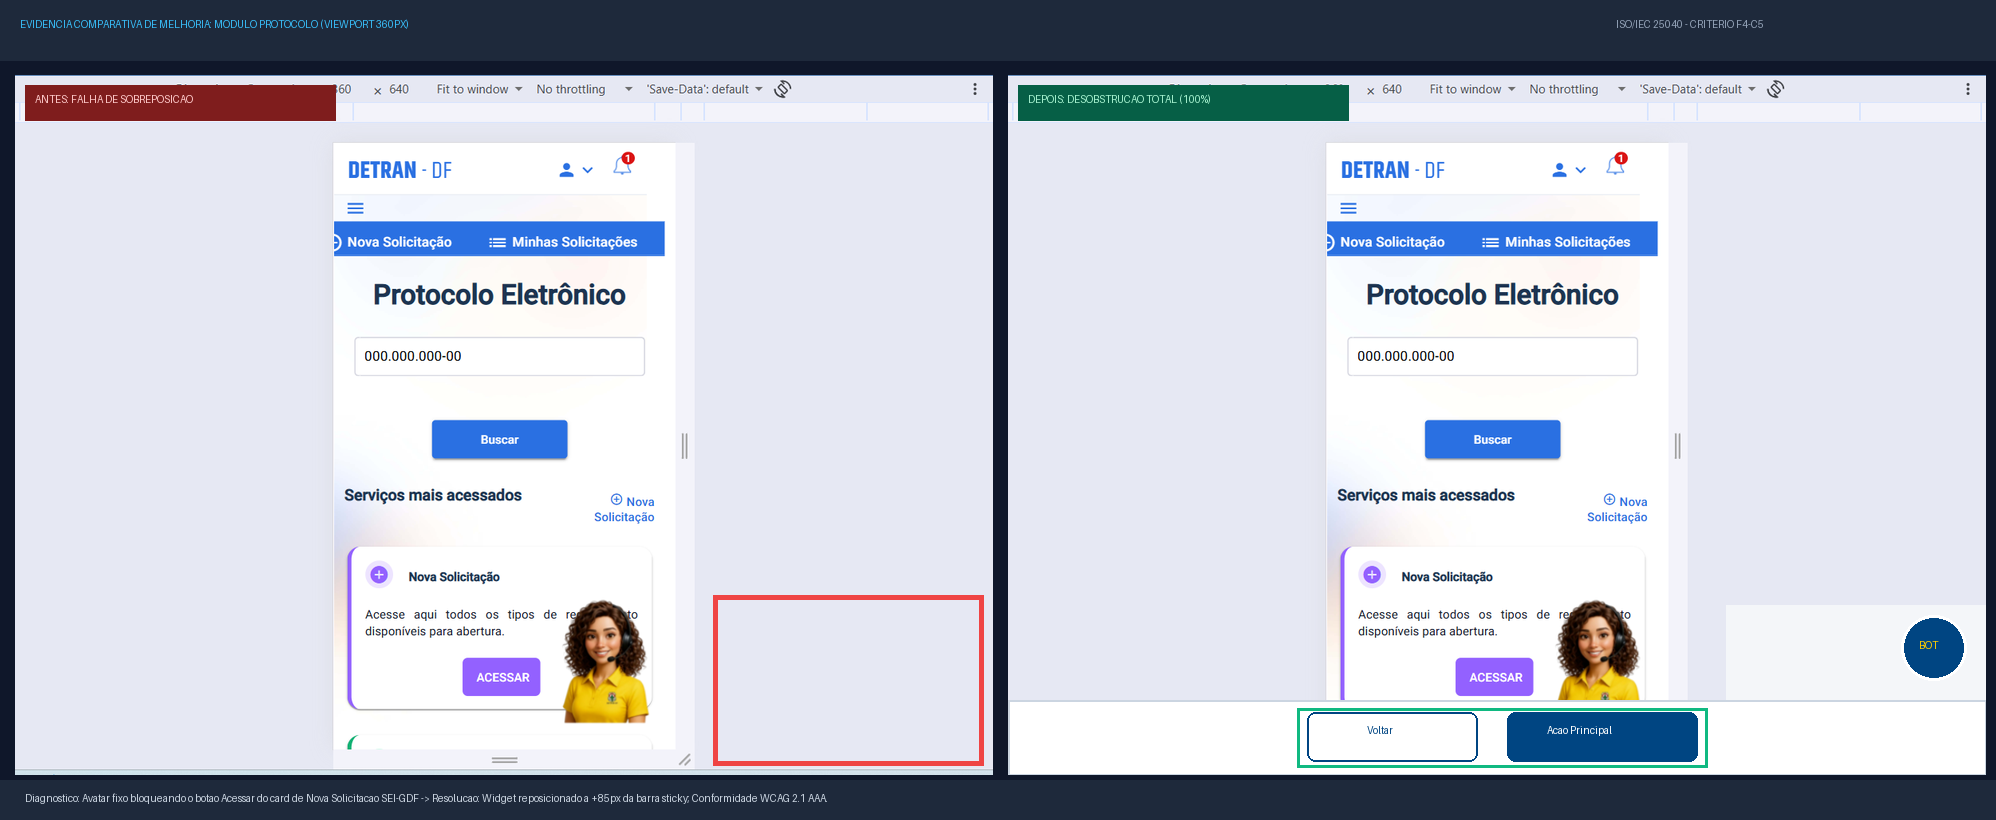 EVIDENCIA COMPARATIVA DE MELHORIA: MODULO PROTOCOLO (VIEWPORT 360PX)
ISO/IEC 25040 - CRITERIO F4-C5
ANTES: FALHA DE SOBREPOSICAO
360 × 640 Fit to window No throttling 'Save-Data': default
DETRAN - DF
1
Nova Solicitação Minhas Solicitações
Protocolo Eletrônico
000.000.000-00
Buscar
Serviços mais acessados
Nova
Solicitação
Nova Solicitação
Acesse aqui todos os tipos de
disponíveis para abertura.
ACESSAR
DEPOIS: DESOBSTRUCAO TOTAL (100%)
× 640 Fit to window No throttling 'Save-Data': default
DETRAN - DF
1
Nova Solicitação Minhas Solicitações
Protocolo Eletrônico
000.000.000-00
Buscar
Serviços mais acessados
Nova
Solicitação
Nova Solicitação
Acesse aqui todos os tipos de
disponíveis para abertura.
ACESSAR
BOT
Voltar
Acao Principal
Diagnostico: Avatar fixo bloqueando o botao Acessar do card de Nova Solicitacao SEI-GDF -> Resolucao: Widget reposicionado a +85px da barra sticky; Conformidade WCAG 2.1 AAA.